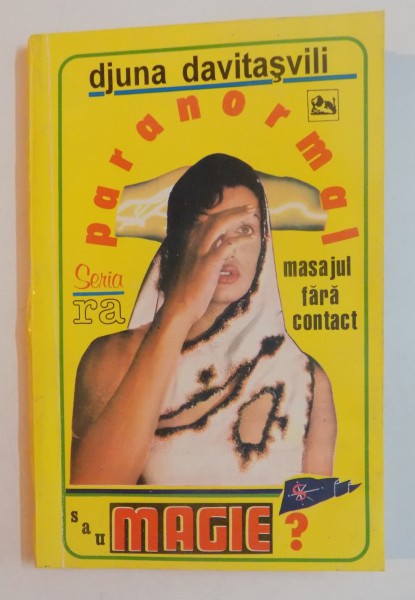 djuna davitaşvili
paranormal
Seria
ra
masajul
fără
contact
sau
MAGIE ?